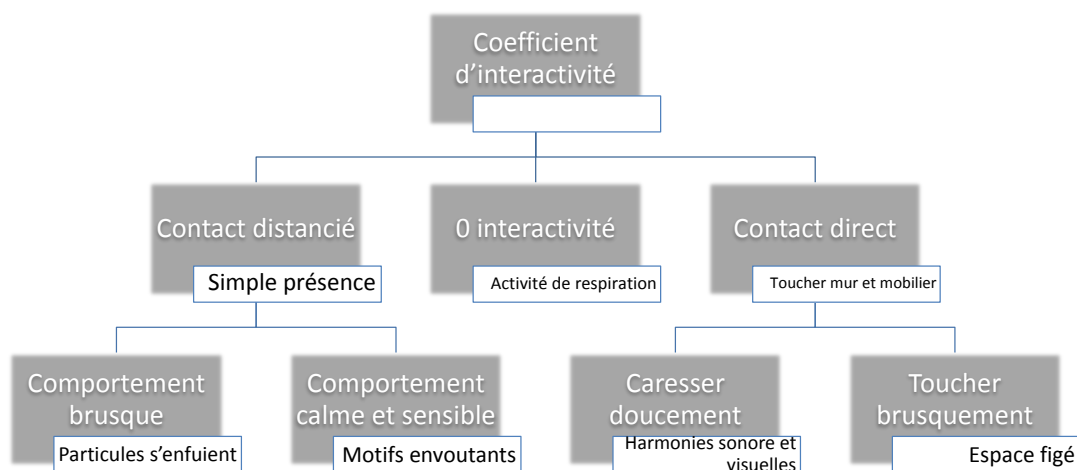 Coefficient
d’interactivité
Contact distancié
Simple présence
0 interactivité
Activité de respiration
Contact direct
Toucher mur et mobilier
Comportement
brusque
Particules s’enfuient
Comportement
calme et sensible
Motifs envoutants
Caresser
doucement
Harmonies sonore et
visuelles
Toucher
brusquement
Espace figé